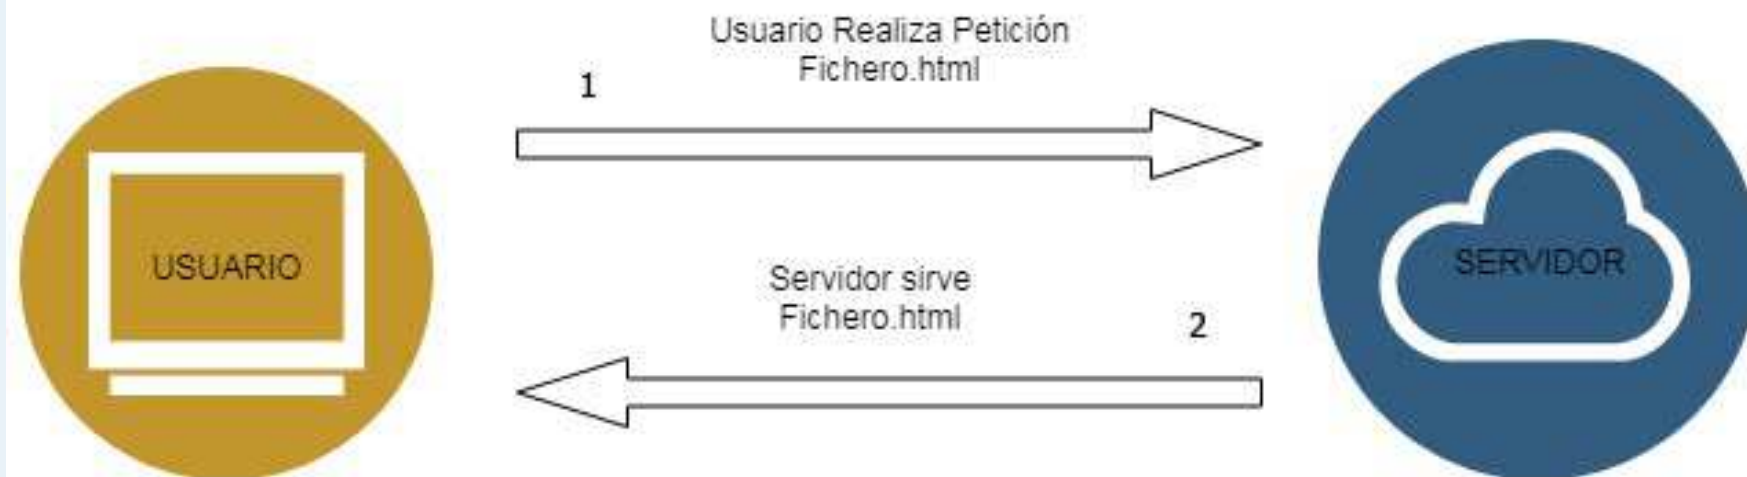 Usuario Realiza Petición
Fichero.html
1
USUARIO
SERVIDOR
Servidor sirve
Fichero.html
2